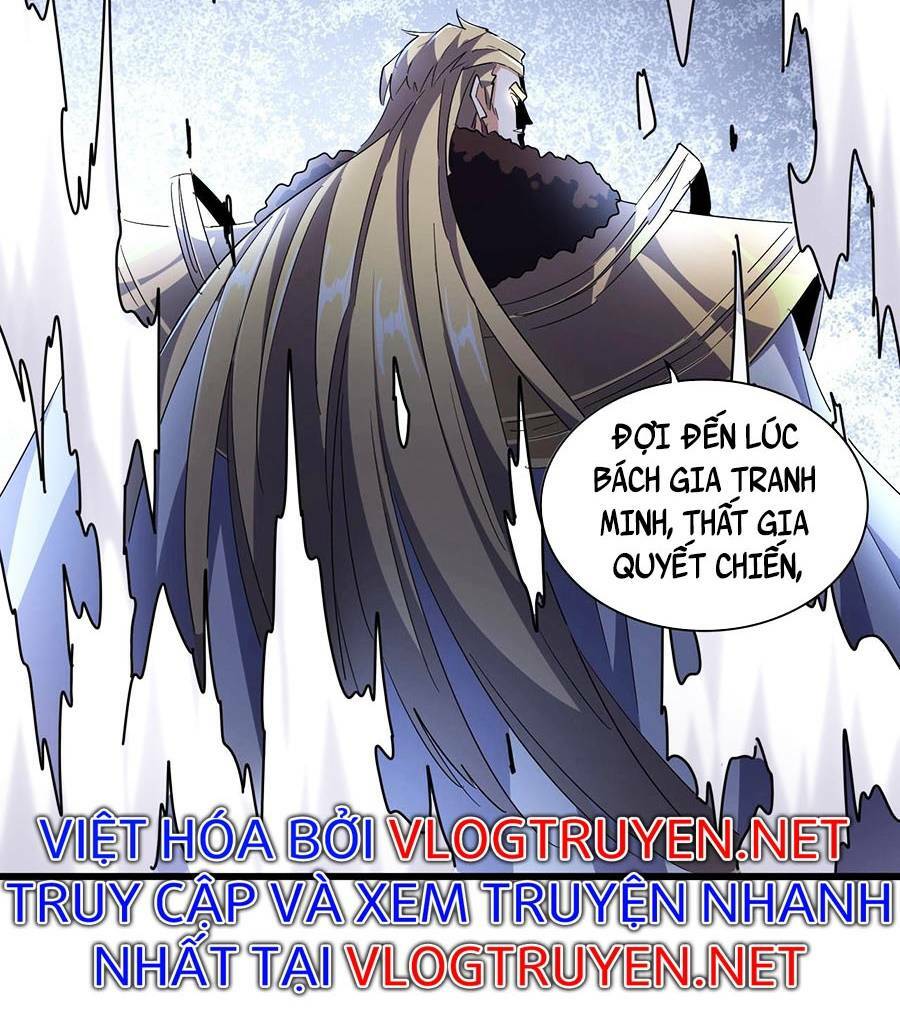 ĐỢI ĐẾN LÚC
BÁCH GIA TRANH
MINH, THẤT GIA
QUYẾT CHIẾN,
VIỆT HÓA BỞI VLOGTRUYEN.NET
TRUY CẬP VÀ XEM TRUYỆN NHANH
NHẤT TẠI VLOGTRUYEN.NET